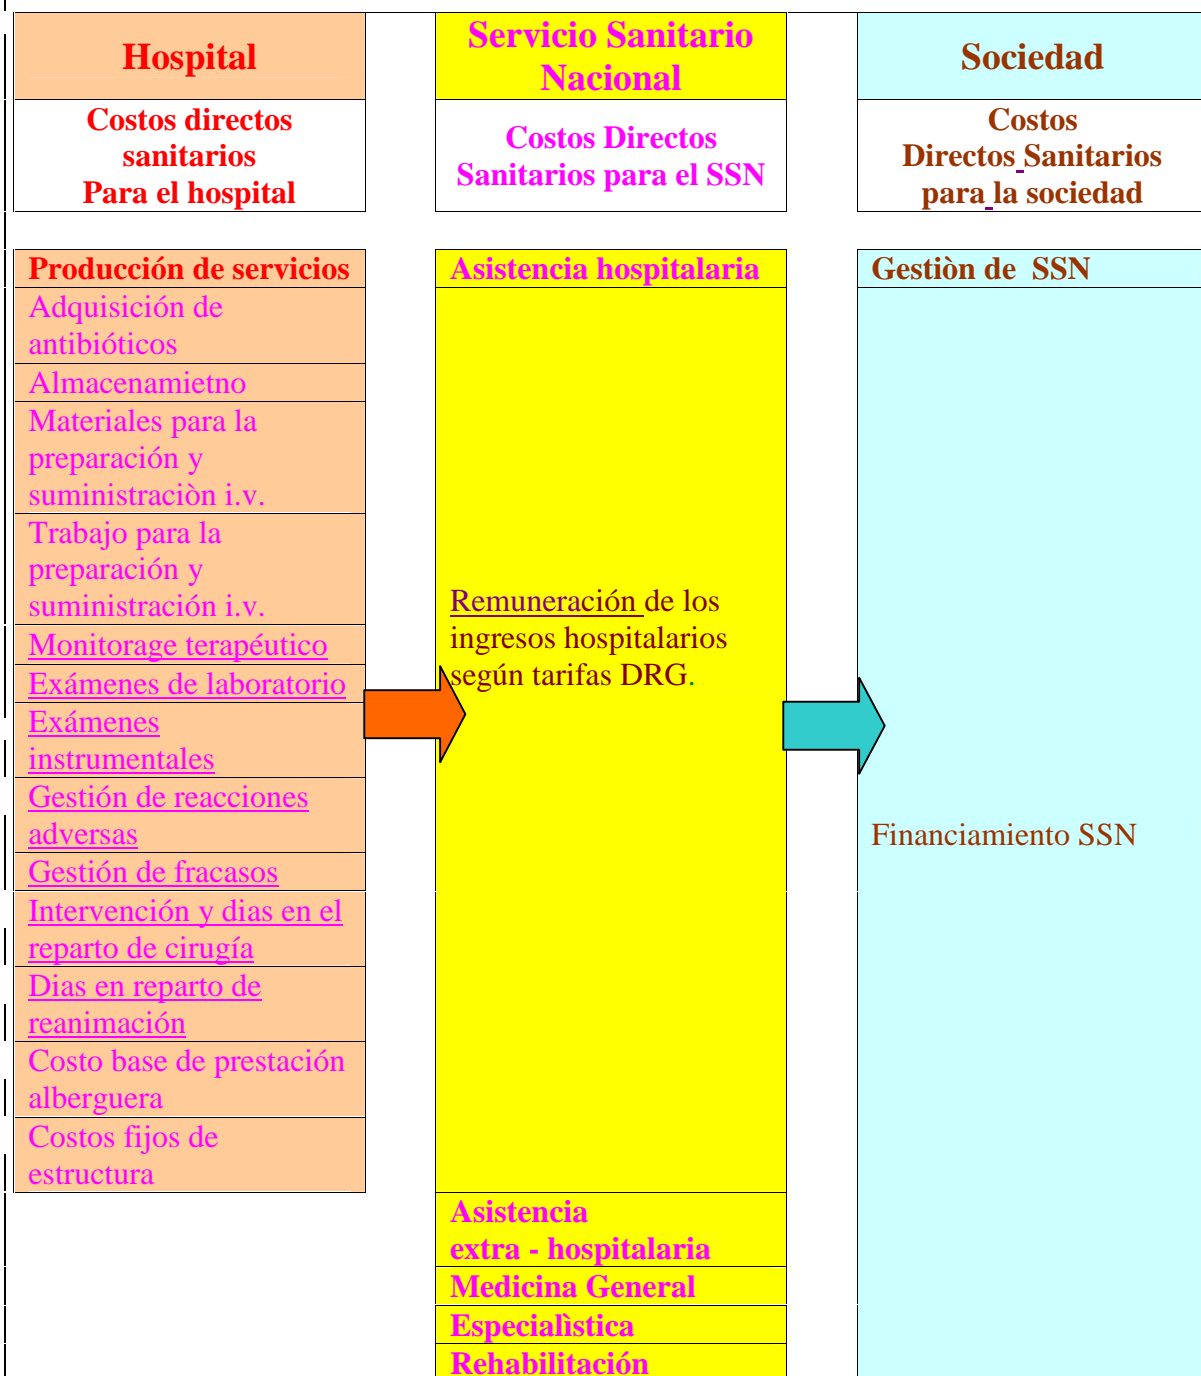 Hospital
Costos directos
sanitarios
Para el hospital
Producción de servicios
Adquisición de
antibióticos
Almacenamietno
Materiales para la
preparación y
suministraciòn i.v.
Trabajo para la
preparación y
suministración i.v.
Monitorage terapéutico
Exámenes de laboratorio
Exámenes
instrumentales
Gestión de reacciones
adversas
Gestión de fracasos
Intervención y dias en el
reparto de cirugía
Dias en reparto de
reanimación
Costo base de prestación
alberguera
Costos fijos de
estructura
Servicio Sanitario
Nacional
Costos Directos
Sanitarios para el SSN
Asistencia hospitalaria
Remuneración de los
ingresos hospitalarios
según tarifas DRG.
Asistencia
extra - hospitalaria
Medicina General
Especialìstica
Rehabilitación
Sociedad
Costos
Directos Sanitarios
para la sociedad
Gestiòn de SSN
Financiamiento SSN